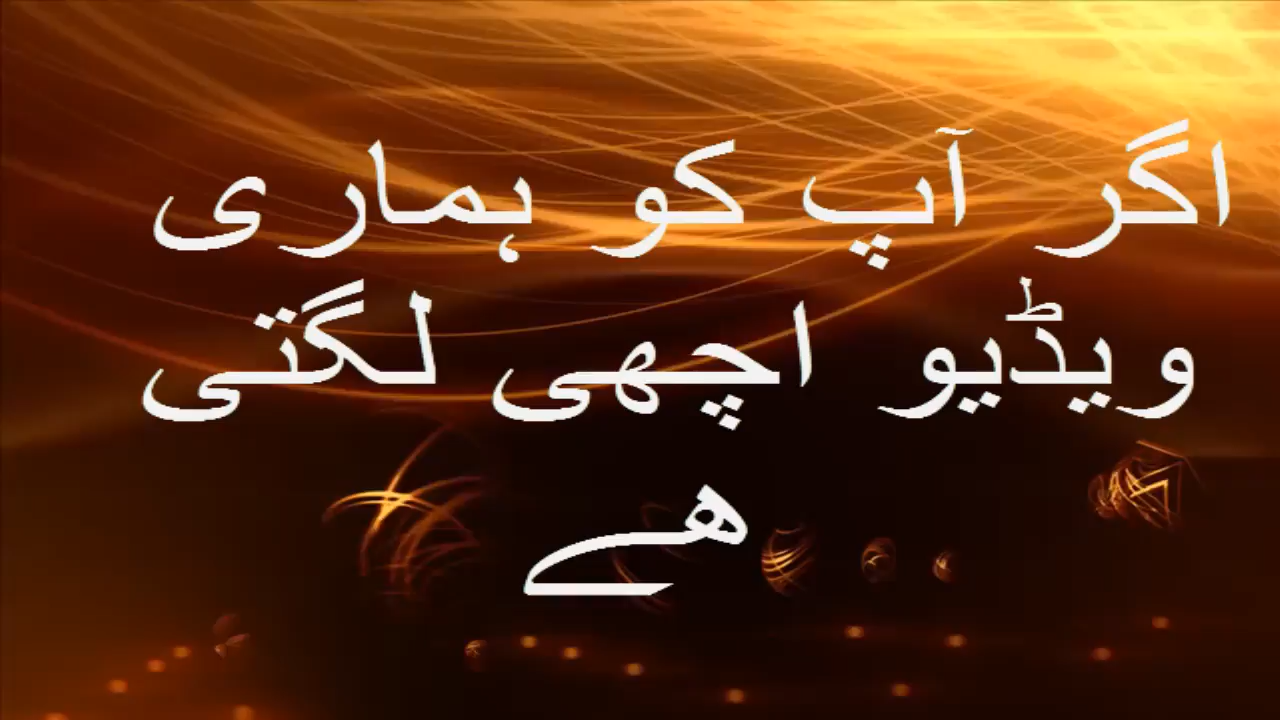 اگر آپ کو ہماری
ویڈیو اچھی لگتی
ھے